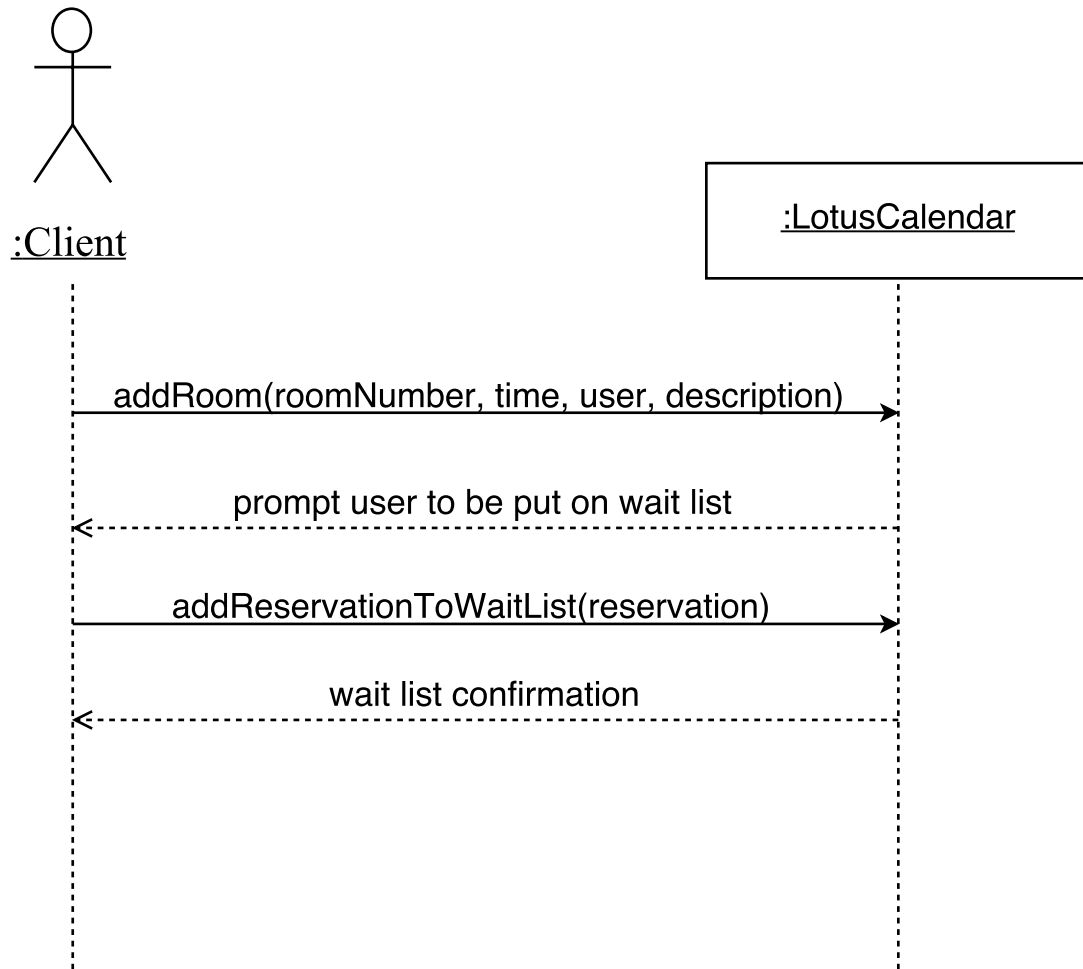 :Client
:LotusCalendar
addRoom(roomNumber, time, user, description)
prompt user to be put on wait list
addReservationToWaitList(reservation)
wait list confirmation